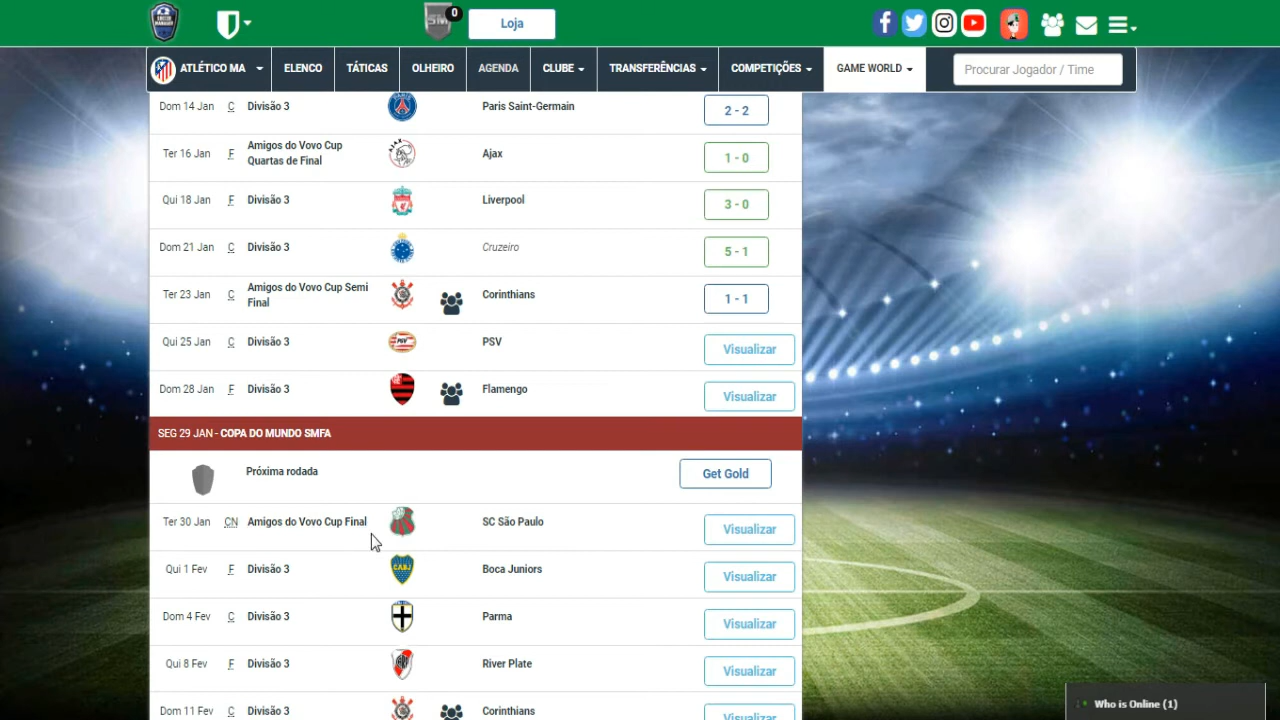 SM 0 Loja
ATLÉTICO MA ELENCO TÁTICAS OLHEIRO AGENDA CLUBE TRANSFERÊNCIAS COMPETIÇÕES GAME WORLD Procurar Jogador / Time
Dom 14 Jan C Divisão 3 Paris Saint-Germain 2 - 2
Ter 16 Jan F Amigos do Vovo Cup Quartas de Final Ajax 1 - 0
Qui 18 Jan F Divisão 3 Liverpool 3 - 0
Dom 21 Jan C Divisão 3 Cruzeiro 5 - 1
Ter 23 Jan C Amigos do Vovo Cup Semi Final Corinthians 1 - 1
Qui 25 Jan C Divisão 3 PSV Visualizar
Dom 28 Jan F Divisão 3 Flamengo Visualizar
SEG 29 JAN - COPA DO MUNDO SMFA
Próxima rodada Get Gold
Ter 30 Jan CN Amigos do Vovo Cup Final SC São Paulo Visualizar
Qui 1 Fev F Divisão 3 Boca Juniors Visualizar
Dom 4 Fev C Divisão 3 Parma Visualizar
Qui 8 Fev F Divisão 3 River Plate Visualizar
Dom 11 Fev C Divisão 3 Corinthians Visualizar
Who is Online (1)